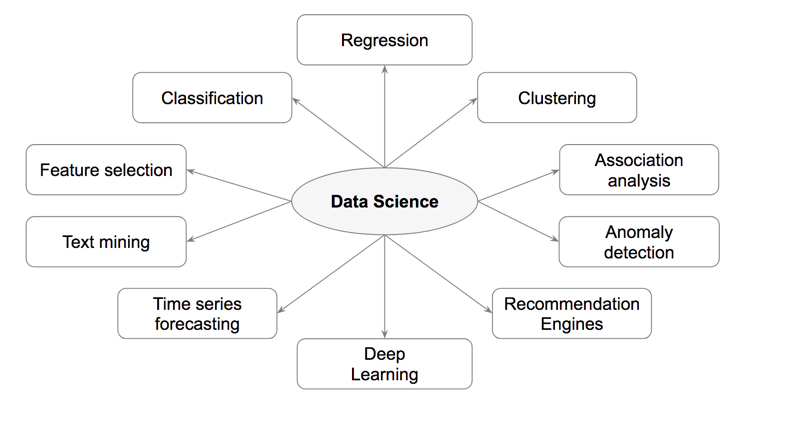 Regression
Classification
Clustering
Feature selection
Association
analysis
Data Science
Text mining
Anomaly
detection
Time series
forecasting
Recommendation
Engines
Deep
Learning